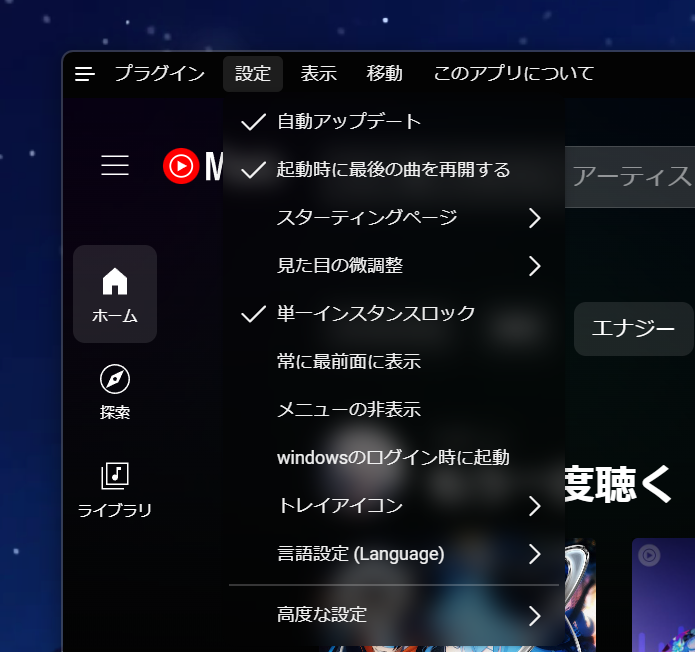 プラグイン 設定 表示 移動 このアプリについて
自動アップデート
起動時に最後の曲を再開する
スターティングページ
見た目の微調整
単一インスタンスロック
常に最前面に表示
メニューの非表示
windowsのログイン時に起動
トレイアイコン
言語設定 (Language)
高度な設定
M
アーティス
ホーム
探索
ライブラリ
エナジー
度聴く